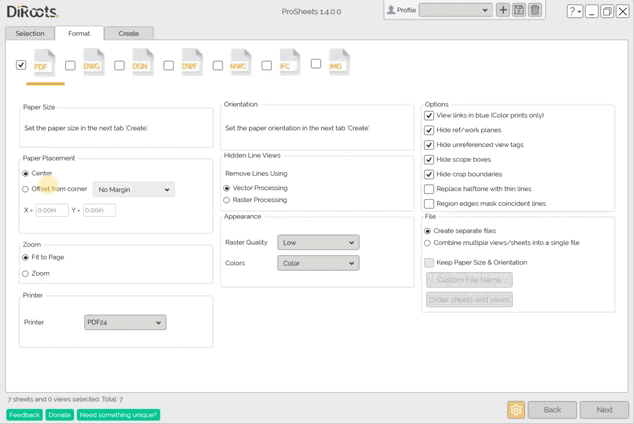 DiRoots.
ProSheets 1.4.0.0
Profile
?
Selection
Format
Create
PDF
DWG
DGN
DWF
NWC
IFC
IMG
Paper Size
Set the paper size in the next tab 'Create'.
Paper Placement
Center
Offset from corner
No Margin
X =
0.00in
Y =
0.00in
Zoom
Fit to Page
Zoom
Printer
Printer
PDF24
Orientation
Set the paper orientation in the next tab 'Create'.
Hidden Line Views
Remove Lines Using
Vector Processing
Raster Processing
Appearance
Raster Quality
Low
Colors
Color
Options
View links in blue (Color prints only)
Hide ref/work planes
Hide unreferenced view tags
Hide scope boxes
Hide crop boundaries
Replace halftone with thin lines
Region edges mask coincident lines
File
Create separate files
Combine multiple views/sheets into a single file
Keep Paper Size & Orientation
Custom File Name
Order sheets and views
7 sheets and 0 views selected. Total: 7
Feedback
Donate
Need something unique?
Back
Next